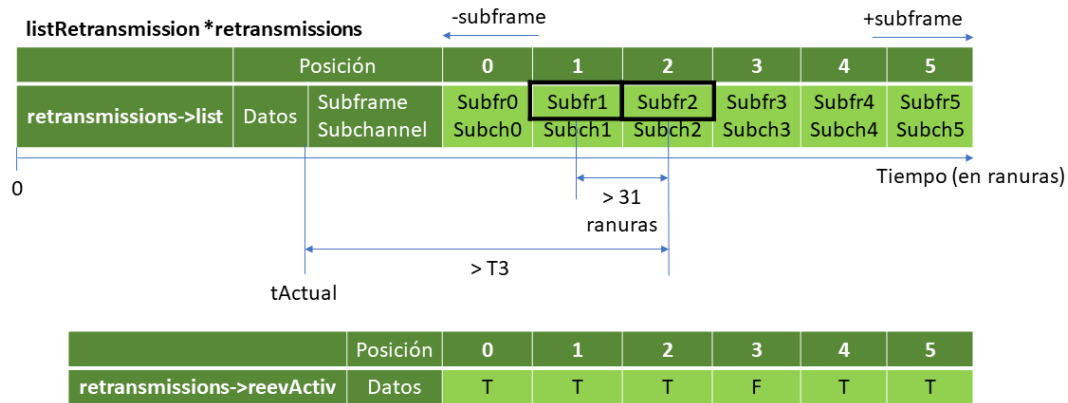 -subframe
+subframe
listRetransmission *retransmissions
Posición 0 1 2 3 4 5
retransmissions->list Datos Subframe Subfr0 Subfr1 Subfr2 Subfr3 Subfr4 Subfr5
Subchannel Subch0 Subch1 Subch2 Subch3 Subch4 Subch5
0
Tiempo (en ranuras)
> 31
ranuras
> T3
tActual
Posición 0 1 2 3 4 5
retransmissions->reevActiv Datos T T T F T T